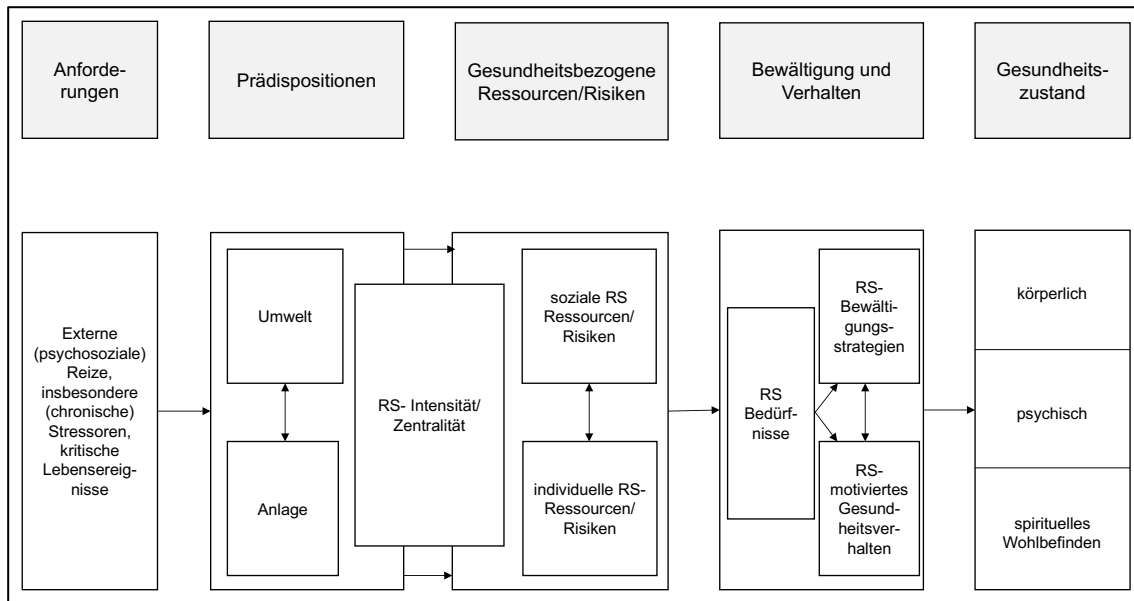 Anforde-
rungen
Prädispositionen
Gesundheitsbezogene
Ressourcen/Risiken
Bewältigung und
Verhalten
Gesundheits-
zustand
Externe
(psychosoziale)
Reize,
insbesondere
(chronische)
Stressoren,
kritische
Lebensereig-
nisse
Umwelt
Anlage
RS- Intensität/
Zentralität
soziale RS
Ressourcen/
Risiken
individuelle RS-
Ressourcen/
Risiken
RS
Bedürf-
nisse
RS-
Bewälti-
gungs-
strategien
RS-
motiviertes
Gesund-
heitsver-
halten
körperlich
psychisch
spirituelles
Wohlbefinden